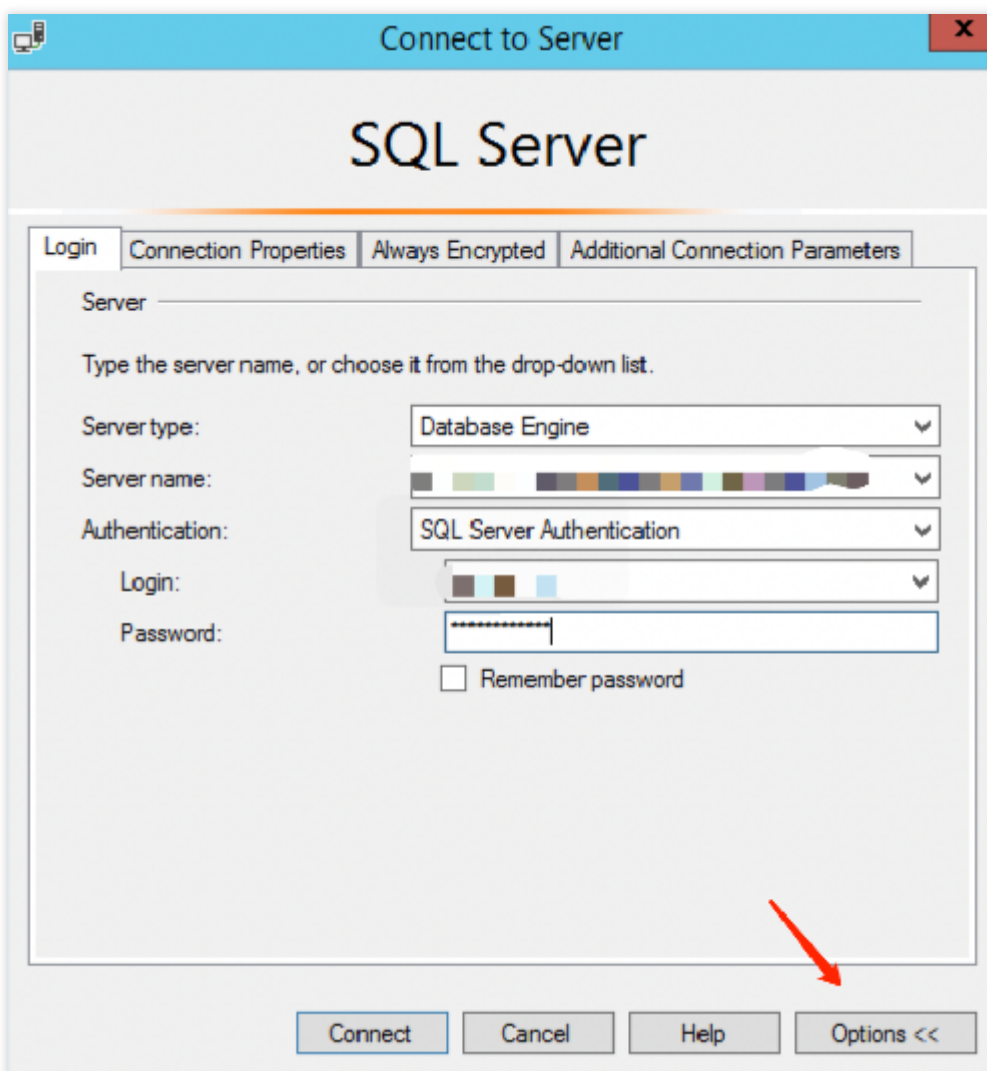 Connect to Server
x
SQL Server
Login Connection Properties Always Encrypted Additional Connection Parameters
Server
Type the server name, or choose it from the drop-down list.
Server type: Database Engine
Server name:
Authentication: SQL Server Authentication
Login:
Password: ************
Remember password
Connect Cancel Help Options <<